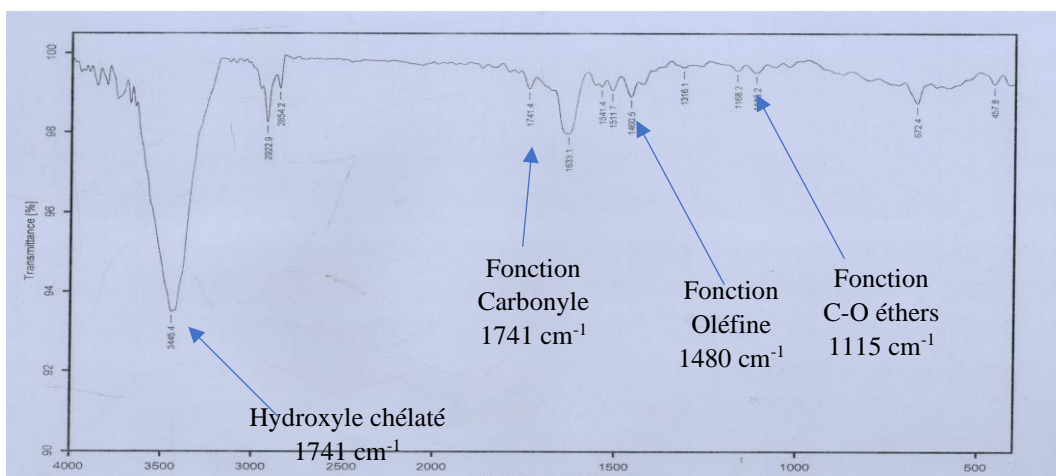 100
98
96
94
92
90
Transmittance [%]
3445.4
2922.9
2854.2
1741.4
1633.1
1541.4
1511.7
1460.5
1316.1
1168.2
672.4
457.8
Fonction
Carbonyle
1741 cm-1
Fonction
Oléfine
1480 cm-1
Fonction
C-O éthers
1115 cm-1
Hydroxyle chélaté
1741 cm-1
4000
3500
3000
2500
2000
1500
1000
500